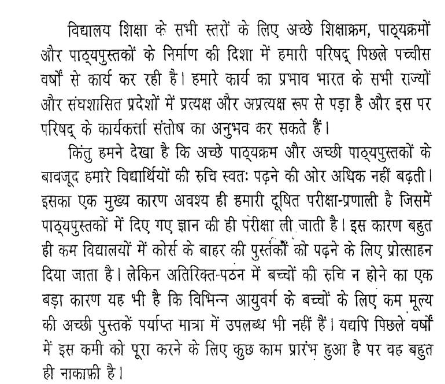 विद्यालय शिक्षा के सभी स्तरों के लिए अच्छे शिक्षाक्रम, पाठ्यक्रमों
और पाठ्यपुस्तकों के निर्माण की दिशा में हमारी परिषद् पिछले पच्चीस
वर्षों से कार्य कर रही है। हमारे कार्य का प्रभाव भारत के सभी राज्यों
और संघशासित प्रदेशों में प्रत्यक्ष और अप्रत्यक्ष रूप से पड़ा है और इस पर
परिषद् के कार्यकर्त्ता संतोष का अनुभव कर सकते हैं।
किंतु हमने देखा है कि अच्छे पाठ्यक्रम और अच्छी पाठ्यपुस्तकों के
बावजूद हमारे विद्यार्थियों की रुचि स्वतः पढ़ने की ओर अधिक नहीं बढ़ती।
इसका एक मुख्य कारण अवश्य ही हमारी दूषित परीक्षा-प्रणाली है जिसमें
पाठ्यपुस्तकों में दिए गए ज्ञान की ही परीक्षा ली जाती है। इस कारण बहुत
ही कम विद्यालयों में कोर्स के बाहर की पुस्तकों को पढ़ने के लिए प्रोत्साहन
दिया जाता है। लेकिन अतिरिक्त-पठन में बच्चों की रुचि न होने का एक
बड़ा कारण यह भी है कि विभिन्न आयुवर्ग के बच्चों के लिए कम मूल्य
की अच्छी पुस्तकें पर्याप्त मात्रा में उपलब्ध भी नहीं हैं। यद्यपि पिछले वर्षों
में इस कमी को पूरा करने के लिए कुछ काम प्रारंभ हुआ है पर वह बहुत
ही नाकाफ़ी है।